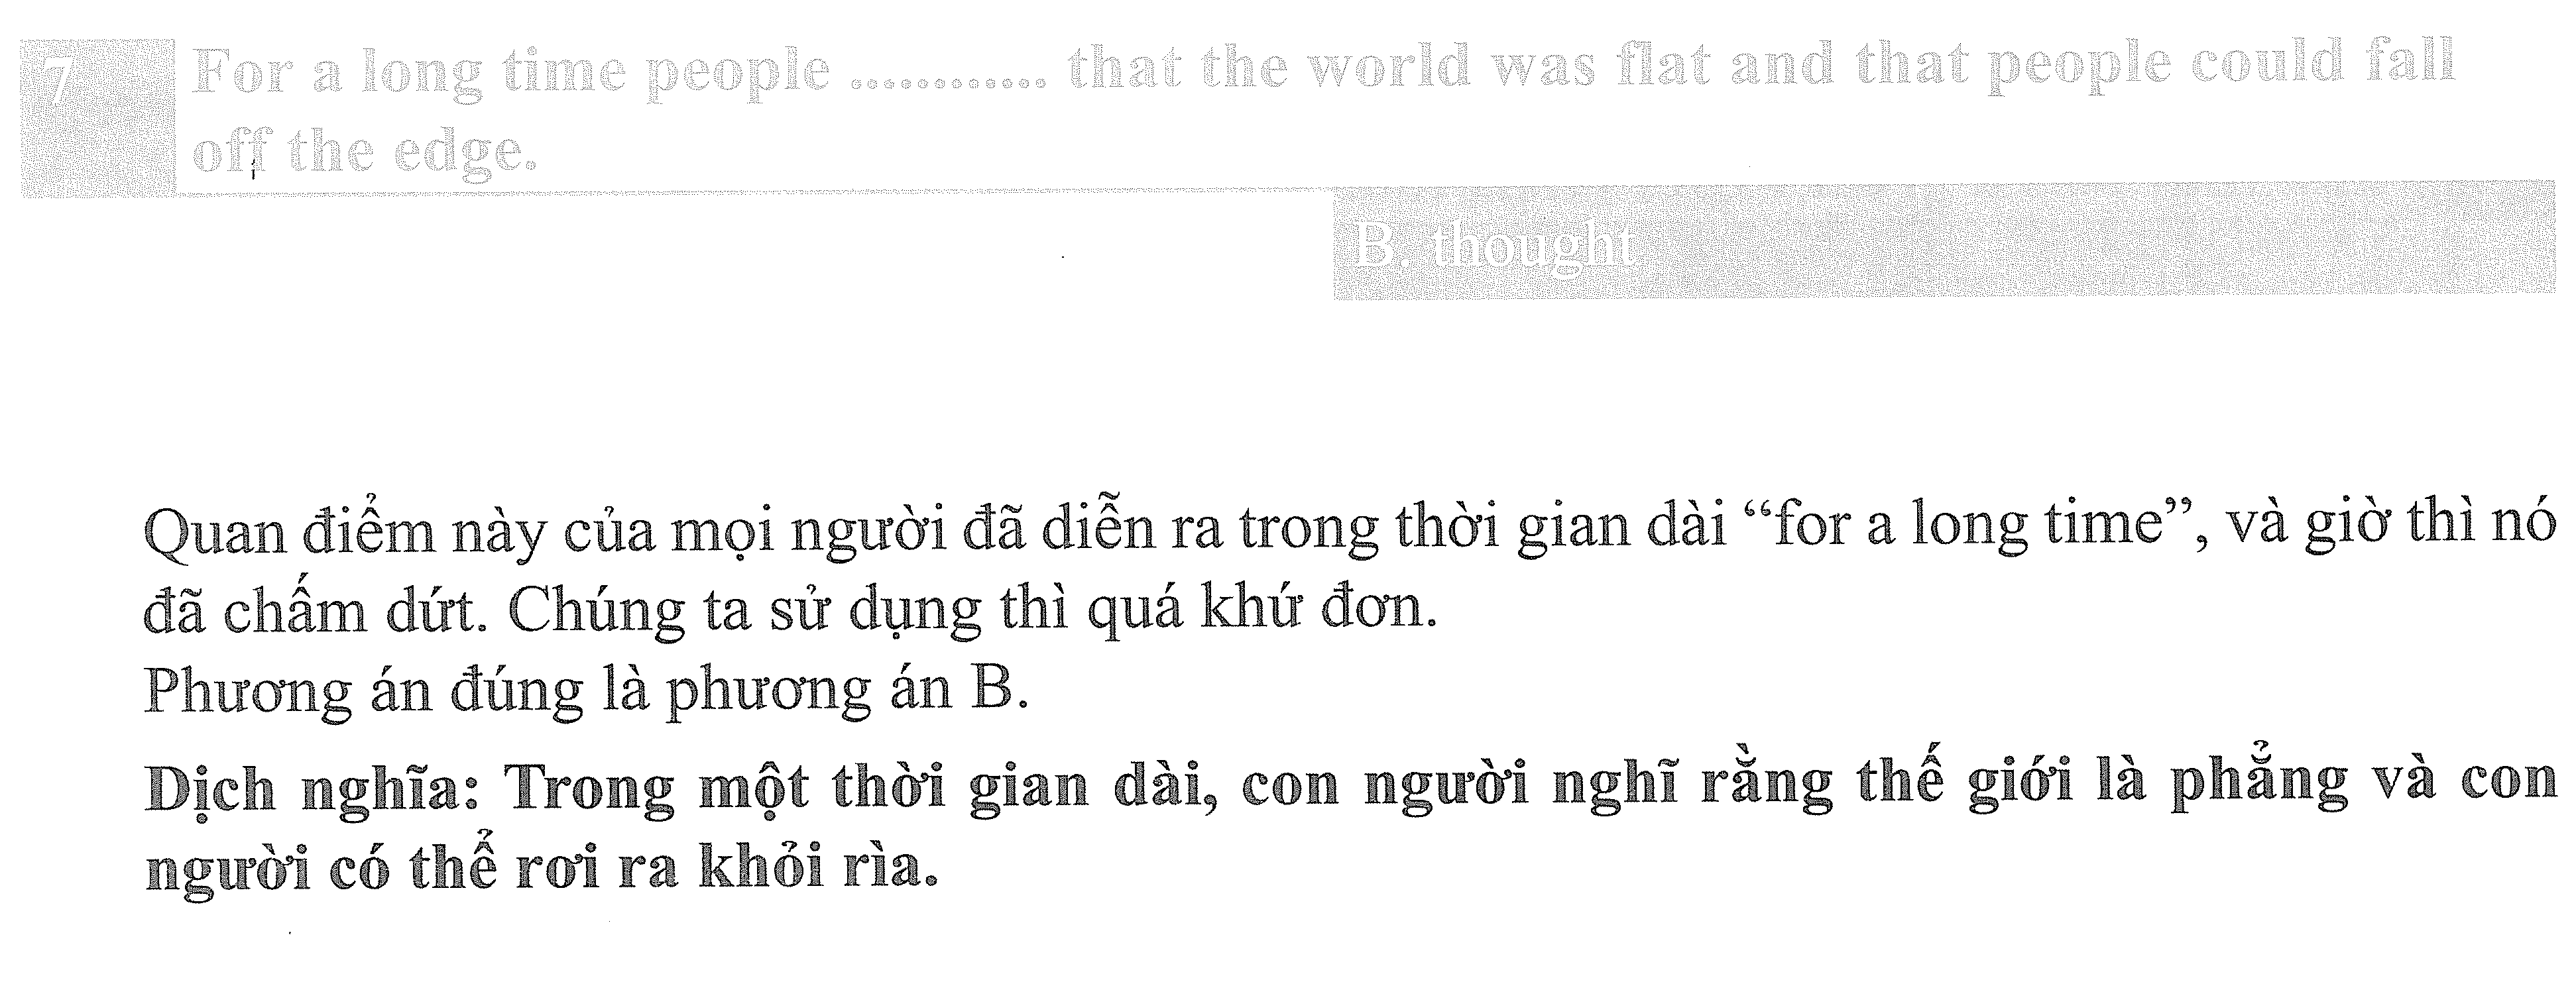 7 For a long time people ............ that the world was flat and that people could fall
off the edge.
B. thought
Quan điểm này của mọi người đã diễn ra trong thời gian dài “for a long time”, và giờ thì nó
đã chấm dứt. Chúng ta sử dụng thì quá khứ đơn.
Phương án đúng là phương án B.
Dịch nghĩa: Trong một thời gian dài, con người nghĩ rằng thế giới là phẳng và con
người có thể rơi ra khỏi rìa.